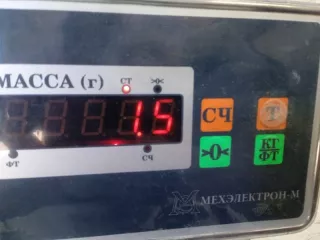 МАССА (г)
СТ
>0<
1.5
СЧ
Т
>0<
КГ
ФТ
ФТ
СЧ
МЕХЭЛЕКТРОН-М